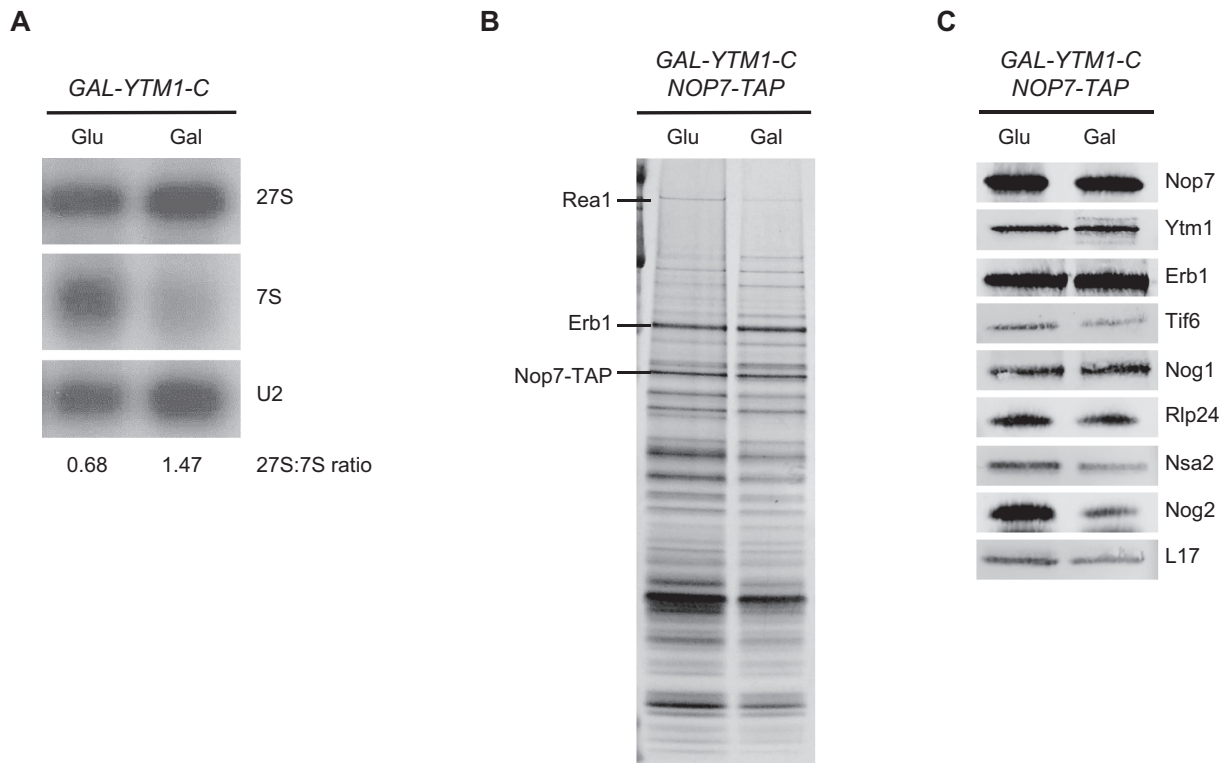 A
GAL-YTM1-C
Glu Gal
27S
7S
U2
0.68 1.47 27S:7S ratio
B
GAL-YTM1-C
NOP7-TAP
Glu Gal
Rea1
Erb1
Nop7-TAP
C
GAL-YTM1-C
NOP7-TAP
Glu Gal
Nop7
Ytm1
Erb1
Tif6
Nog1
Rlp24
Nsa2
Nog2
L17